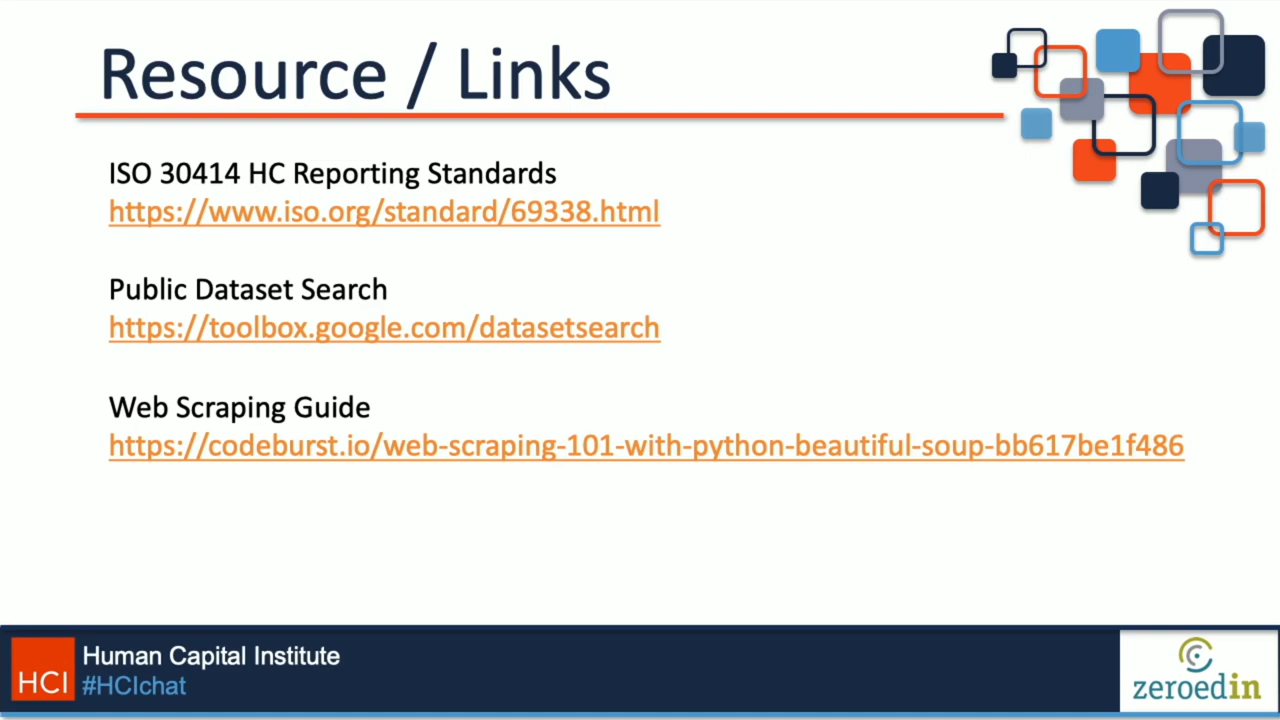 Resource / Links
ISO 30414 HC Reporting Standards
https://www.iso.org/standard/69338.html
Public Dataset Search
https://toolbox.google.com/datasetsearch
Web Scraping Guide
https://codeburst.io/web-scraping-101-with-python-beautiful-soup-bb617be1f486
HCI
Human Capital Institute
#HCIchat
zeroedin